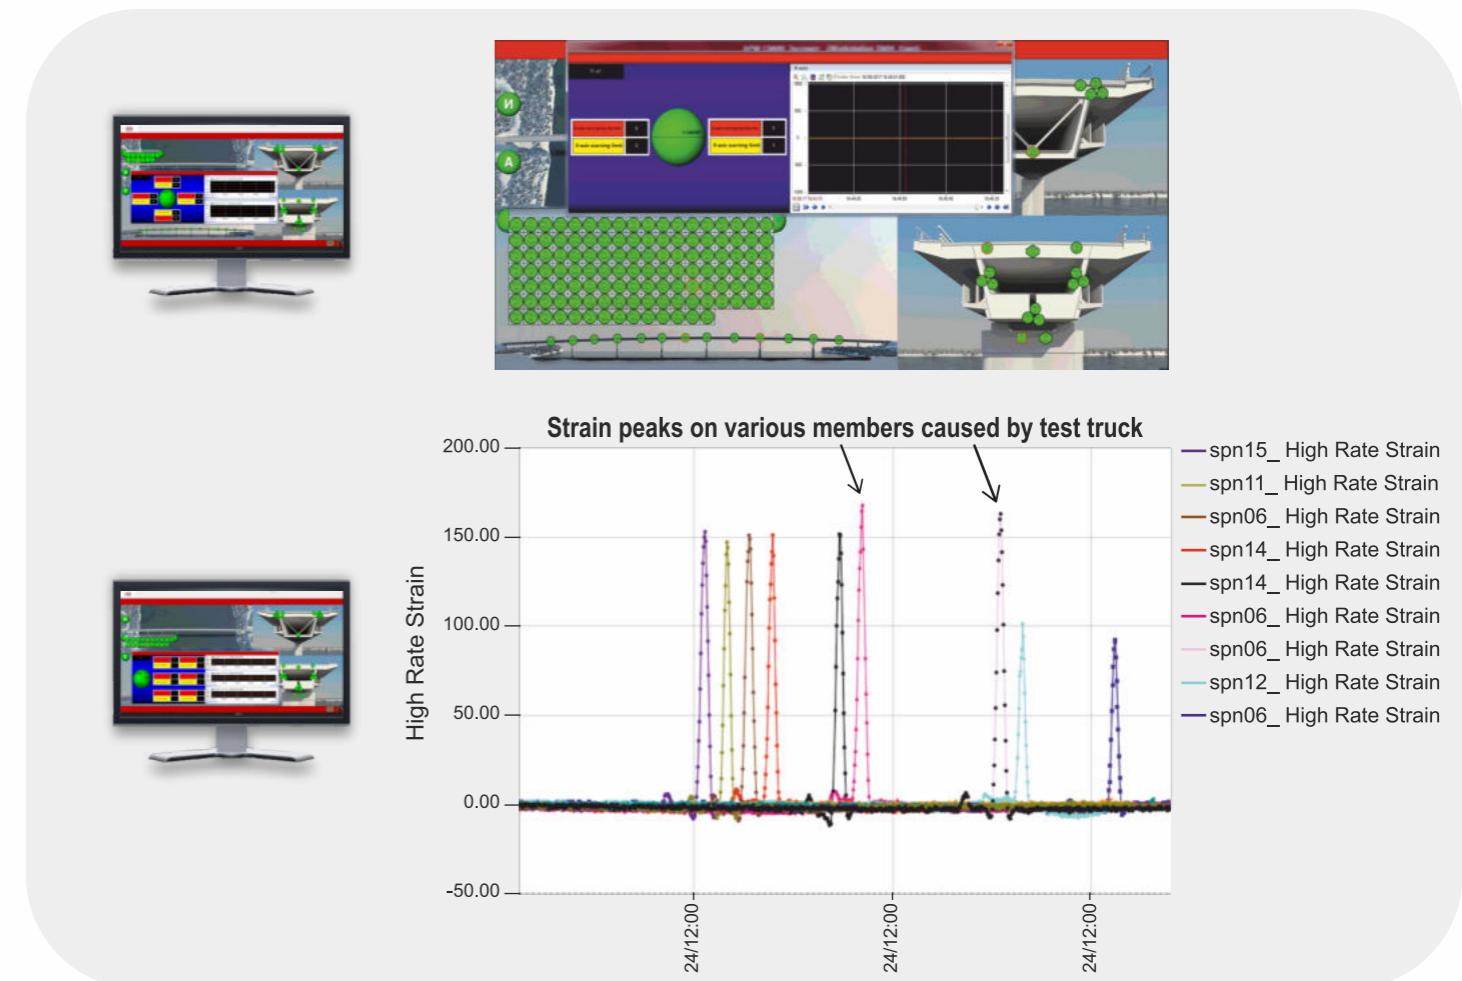 И
A
Strain peaks on various members caused by test truck
200.00
150.00
100.00
50.00
0.00
-50.00
High Rate Strain
24/12:00
24/12:00
24/12:00
spn15_ High Rate Strain
spn11_ High Rate Strain
spn06_ High Rate Strain
spn14_ High Rate Strain
spn14_ High Rate Strain
spn06_ High Rate Strain
spn06_ High Rate Strain
spn12_ High Rate Strain
spn06_ High Rate Strain